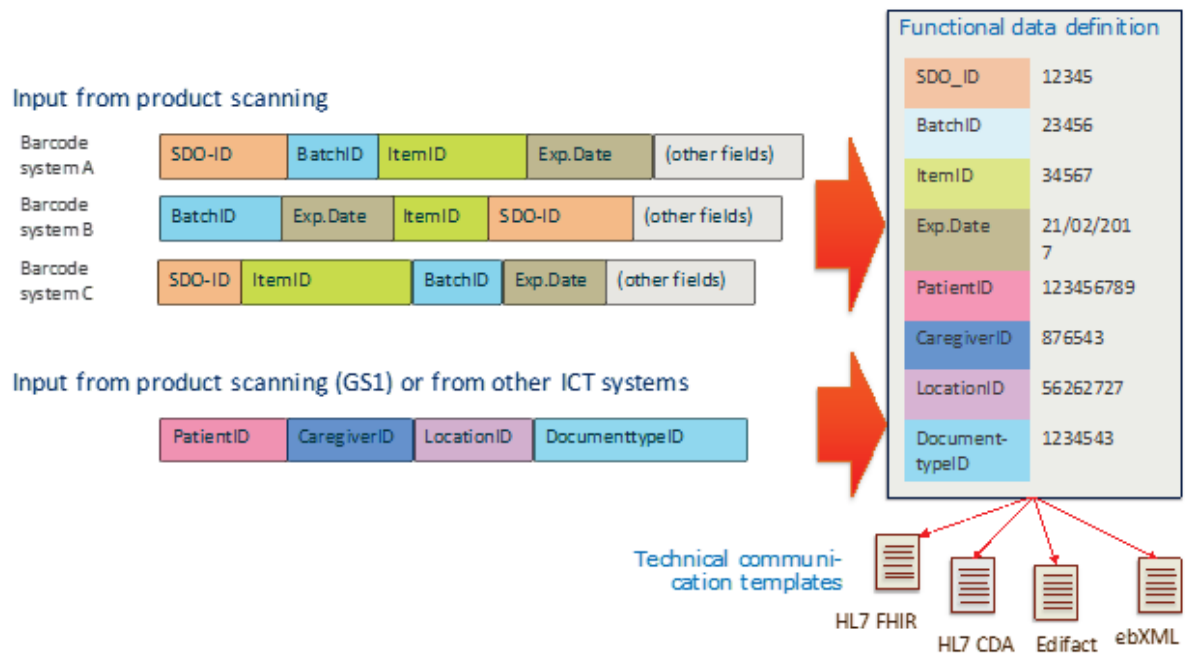 Functional data definition
SDO_ID 12345
BatchID 23456
ItemID 34567
Exp.Date 21/02/201
7
PatientID 123456789
CaregiverID 876543
LocationID 56262727
Document- 1234543
typeID
Input from product scanning
Barcode
system A
SDO-ID BatchID ItemID Exp.Date (other fields)
Barcode
system B
BatchID Exp.Date ItemID SDO-ID (other fields)
Barcode
system C
SDO-ID ItemID BatchID Exp.Date (other fields)
Input from product scanning (GS1) or from other ICT systems
PatientID CaregiverID LocationID DocumenttypeID
Technical communi-
cation templates
HL7 FHIR
HL7 CDA
Edifact
ebXML